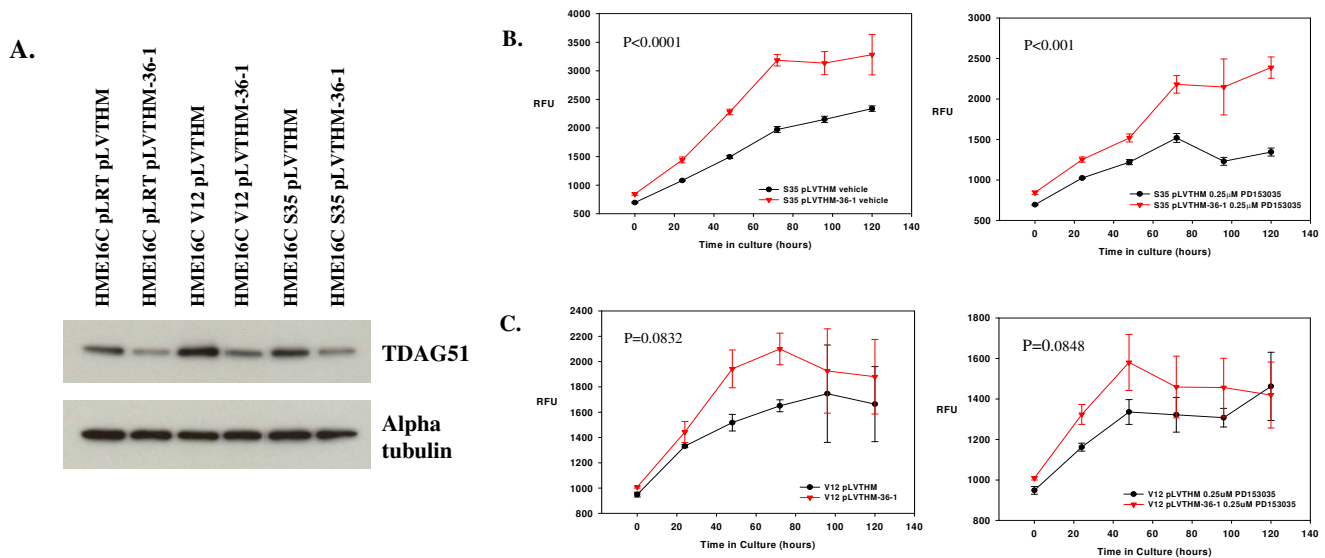 A.
HME16C pLRT pLVTHM
HME16C pLRT pLVTHM-36-1
HME16C V12 pLVTHM
HME16C V12 pLVTHM-36-1
HME16C S35 pLVTHM
HME16C S35 pLVTHM-36-1
TDAG51
Alpha
tubulin
B.
P<0.0001
RFU
4000
3500
3000
2500
2000
1500
1000
500
S35 pLVTHM vehicle
S35 pLVTHM-36-1 vehicle
0 20 40 60 80 100 120 140
Time in culture (hours)
P<0.001
RFU
3000
2500
2000
1500
1000
500
S35 pLVTHM 0.25µM PD153035
S35 pLVTHM-36-1 0.25µM PD153035
0 20 40 60 80 100 120 140
Time in culture (hours)
C.
P=0.0832
RFU
2400
2200
2000
1800
1600
1400
1200
1000
800
V12 pLVTHM
V12 pLVTHM-36-1
0 20 40 60 80 100 120 140
Time in Culture (hours)
P=0.0848
RFU
1800
1600
1400
1200
1000
800
V12 pLVTHM 0.25uM PD153035
V12 pLVTHM-36-1 0.25uM PD153035
0 20 40 60 80 100 120 140
Time in Culture (hours)